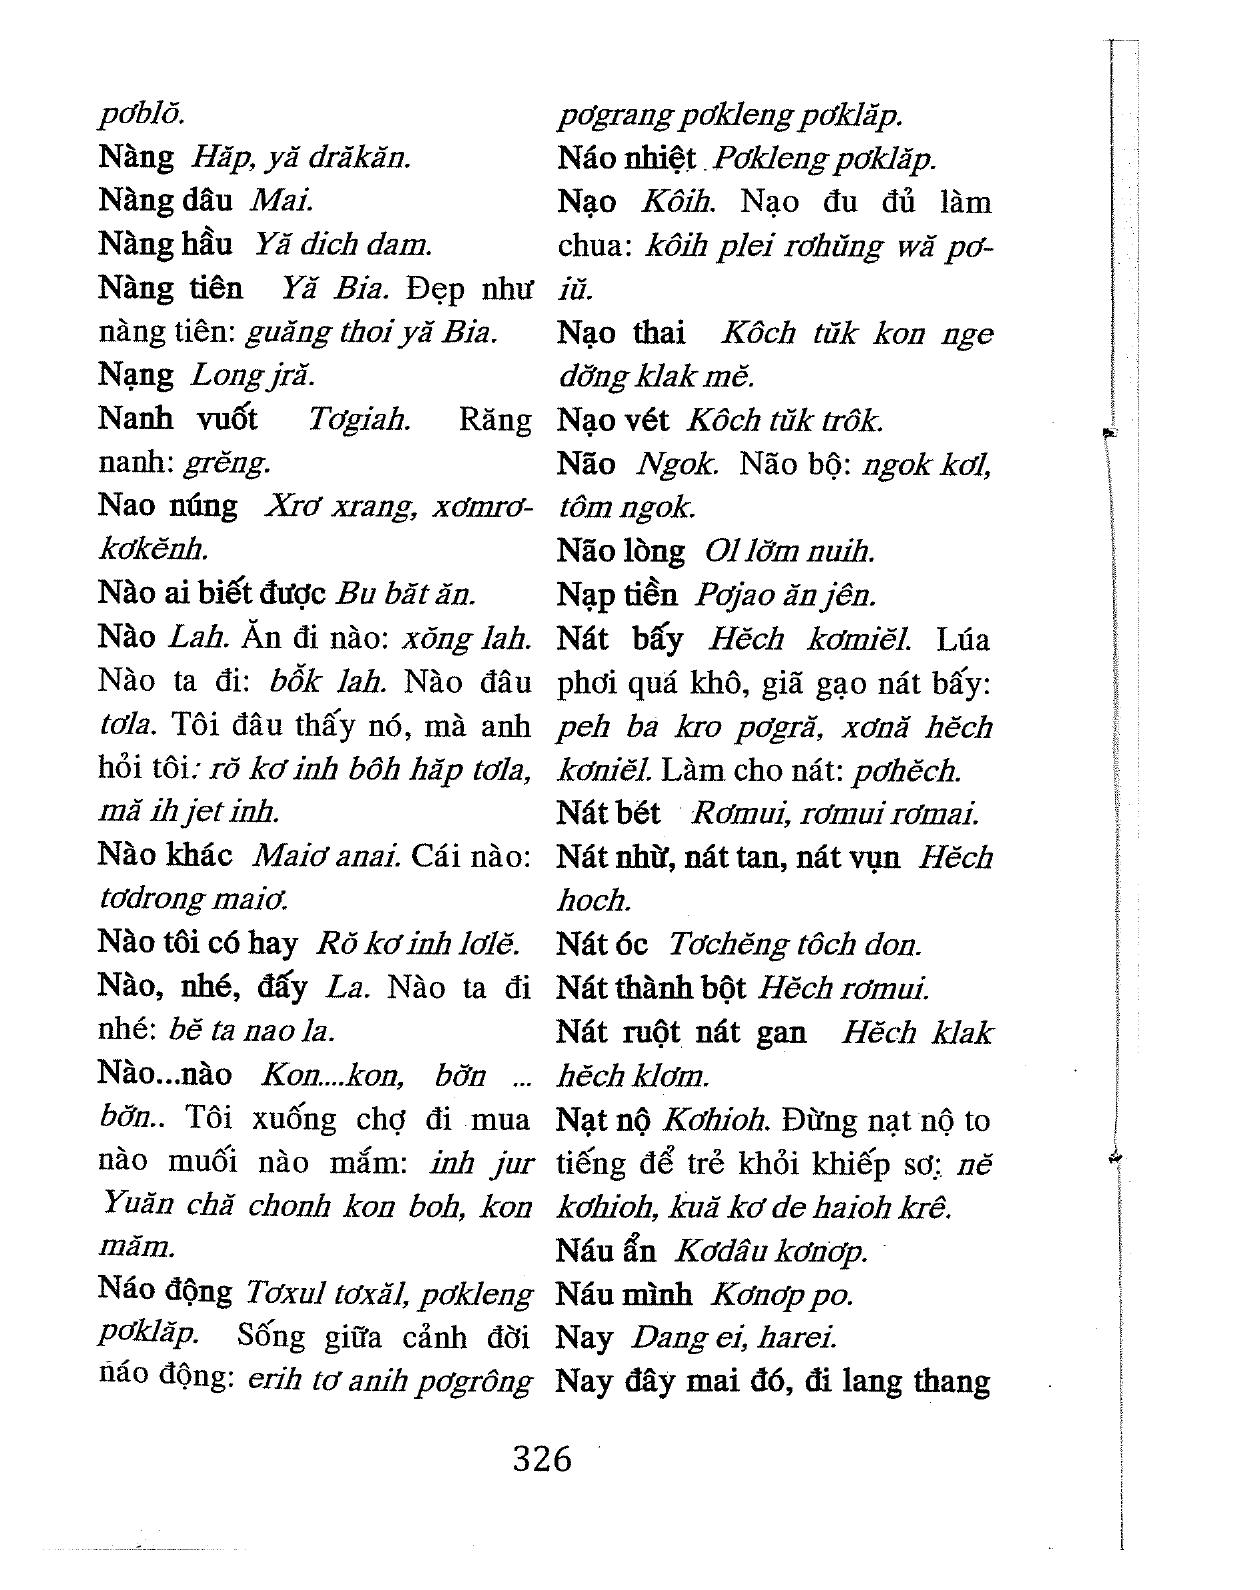 pơblŏ.
Nàng Hăp, yă drăkăn.
Nàng dâu Mai.
Nàng hầu Yă dich dam.
Nàng tiên Yă Bia. Đẹp như
nàng tiên: guăng thoi yă Bia.
Nạng Long jră.
Nanh vuốt Tơgiah. Răng
nanh: grĕng.
Nao núng Xrơ xrang, xơmrơ-
kơkĕnh.
Nào ai biết được Bu băt ăn.
Nào Lah. Ăn đi nào: xŏng lah.
Nào ta đi: bŏ̆k lah. Nào đâu
tơla. Tôi đâu thấy nó, mà anh
hỏi tôi: rŏ kơ inh bôh hăp tơla,
mă ih jet inh.
Nào khác Maiơ anai. Cái nào:
tơdrong maiơ.
Nào tôi có hay Rŏ kơ inh lơlĕ.
Nào, nhé, đấy La. Nào ta đi
nhé: bĕ ta nao la.
Nào...nào Kon....kon, bơ̆n ...
bơ̆n.. Tôi xuống chợ đi mua
nào muối nào mắm: inh jur
Yuăn chă chonh kon boh, kon
măm.
Náo động Tơxul tơxăl, pơkleng
pơklăp. Sống giữa cảnh đời
náo động: erih tơ anih pơgrông
pơgrang pơkleng pơklăp.
Náo nhiệt Pơkleng pơklăp.
Nạo Kôih. Nạo đu đủ làm
chua: kôih plei rơhŭng wă pơ-
iŭ.
Nạo thai Kôch tŭk kon nge
dơ̆ng klak mĕ.
Nạo vét Kôch tŭk trôk.
Não Ngok. Não bộ: ngok kơl,
tôm ngok.
Não lòng Ol lơ̆m nuih.
Nạp tiền Pơjao ăn jên.
Nát bấy Hĕch kơmiĕl. Lúa
phơi quá khô, giã gạo nát bấy:
peh ba kro pơgră, xơnă hĕch
kơniĕl. Làm cho nát: pơhĕch.
Nát bét Rơmui, rơmui rơmai.
Nát nhừ, nát tan, nát vụn Hĕch
hoch.
Nát óc Tơchĕng tôch don.
Nát thành bột Hĕch rơmui.
Nát ruột nát gan Hĕch klak
hĕch klơm.
Nạt nộ Kơhioh. Đừng nạt nộ to
tiếng để trẻ khỏi khiếp sợ: nĕ
kơhioh, kuă kơ de haioh krê.
Náu ẩn Kơdâu kơnơp.
Náu mình Kơnơp po.
Nay Dang ei, harei.
Nay đây mai đó, đi lang thang
326